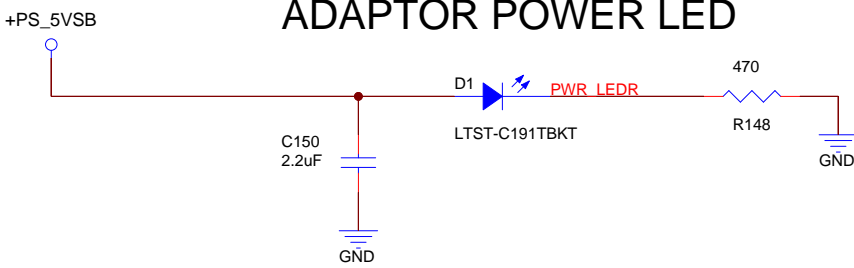 ADAPTOR POWER LED
+PS_5VSB
D1
PWR_LEDR
470
LTST-C191TBKT
R148
C150
2.2uF
GND
GND